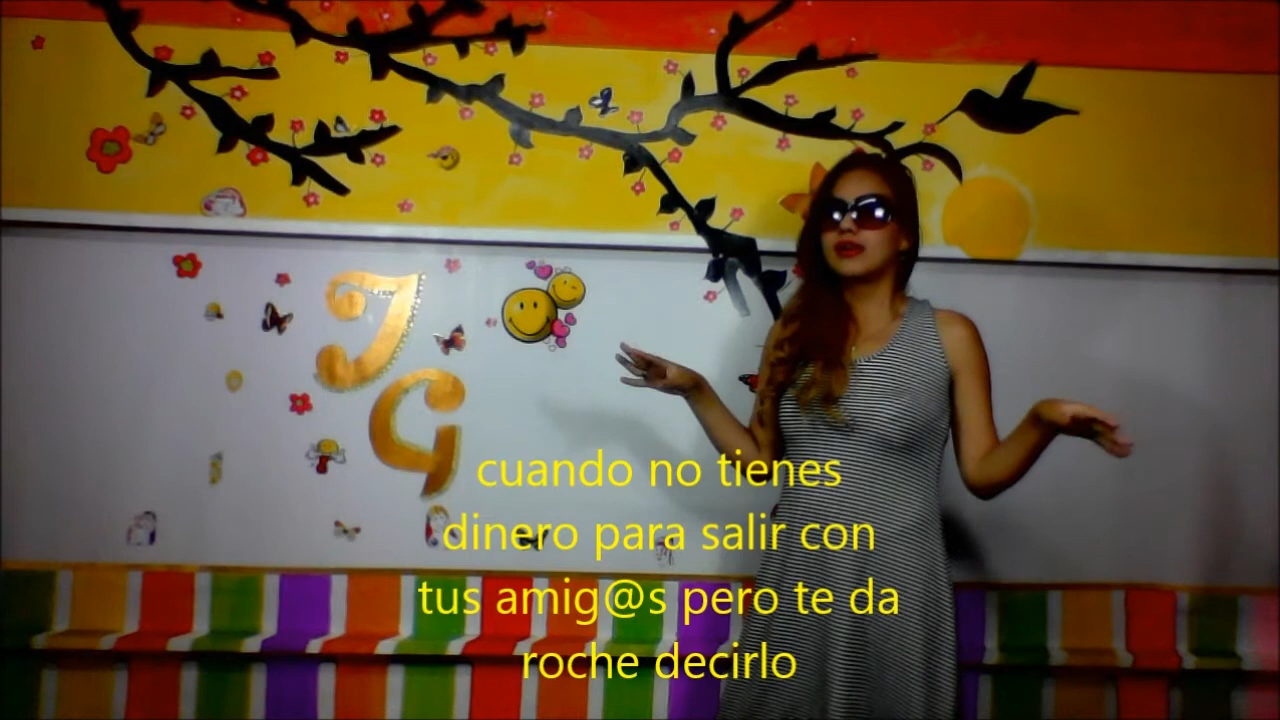 J
G
cuando no tienes
dinero para salir con
tus amig@s pero te da
roche decirlo